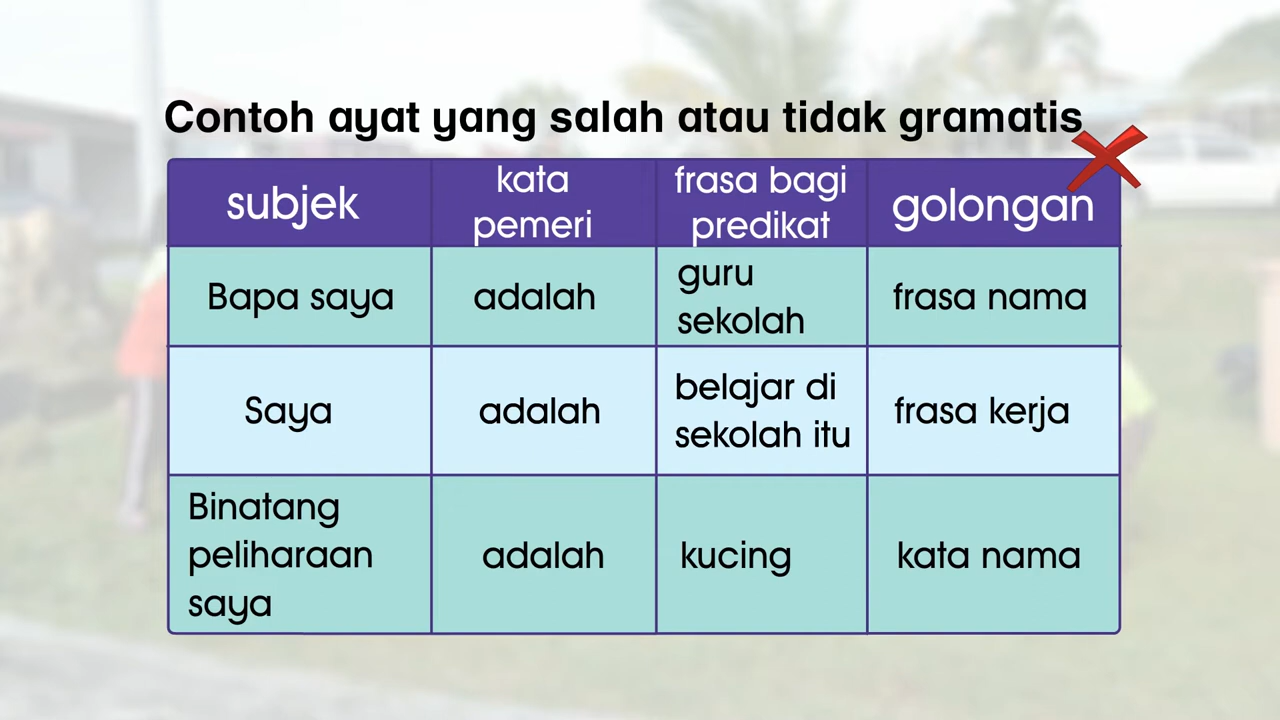 Contoh ayat yang salah atau tidak gramatis
subjek
kata
pemeri
frasa bagi
predikat
golongan
Bapa saya
adalah
guru
sekolah
frasa nama
Saya
adalah
belajar di
sekolah itu
frasa kerja
Binatang
peliharaan
saya
adalah
kucing
kata nama